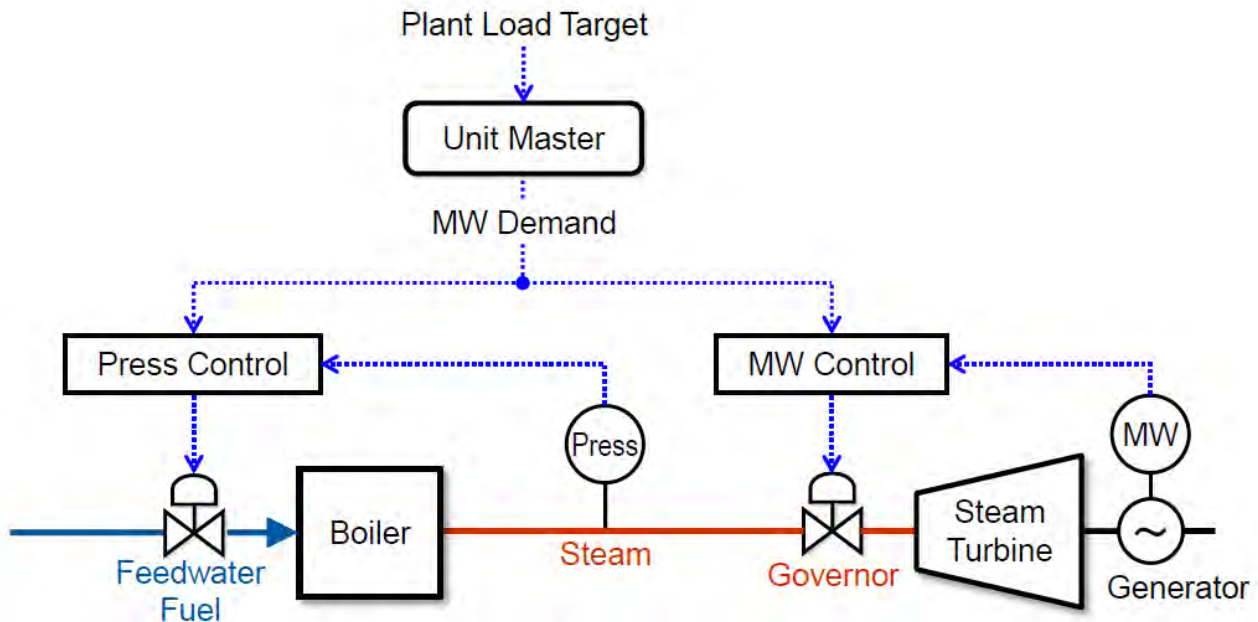 Plant Load Target
Unit Master
MW Demand
Press Control
MW Control
Press
MW
Boiler
Steam
Turbine
Steam
Governor
Feedwater
Fuel
Generator